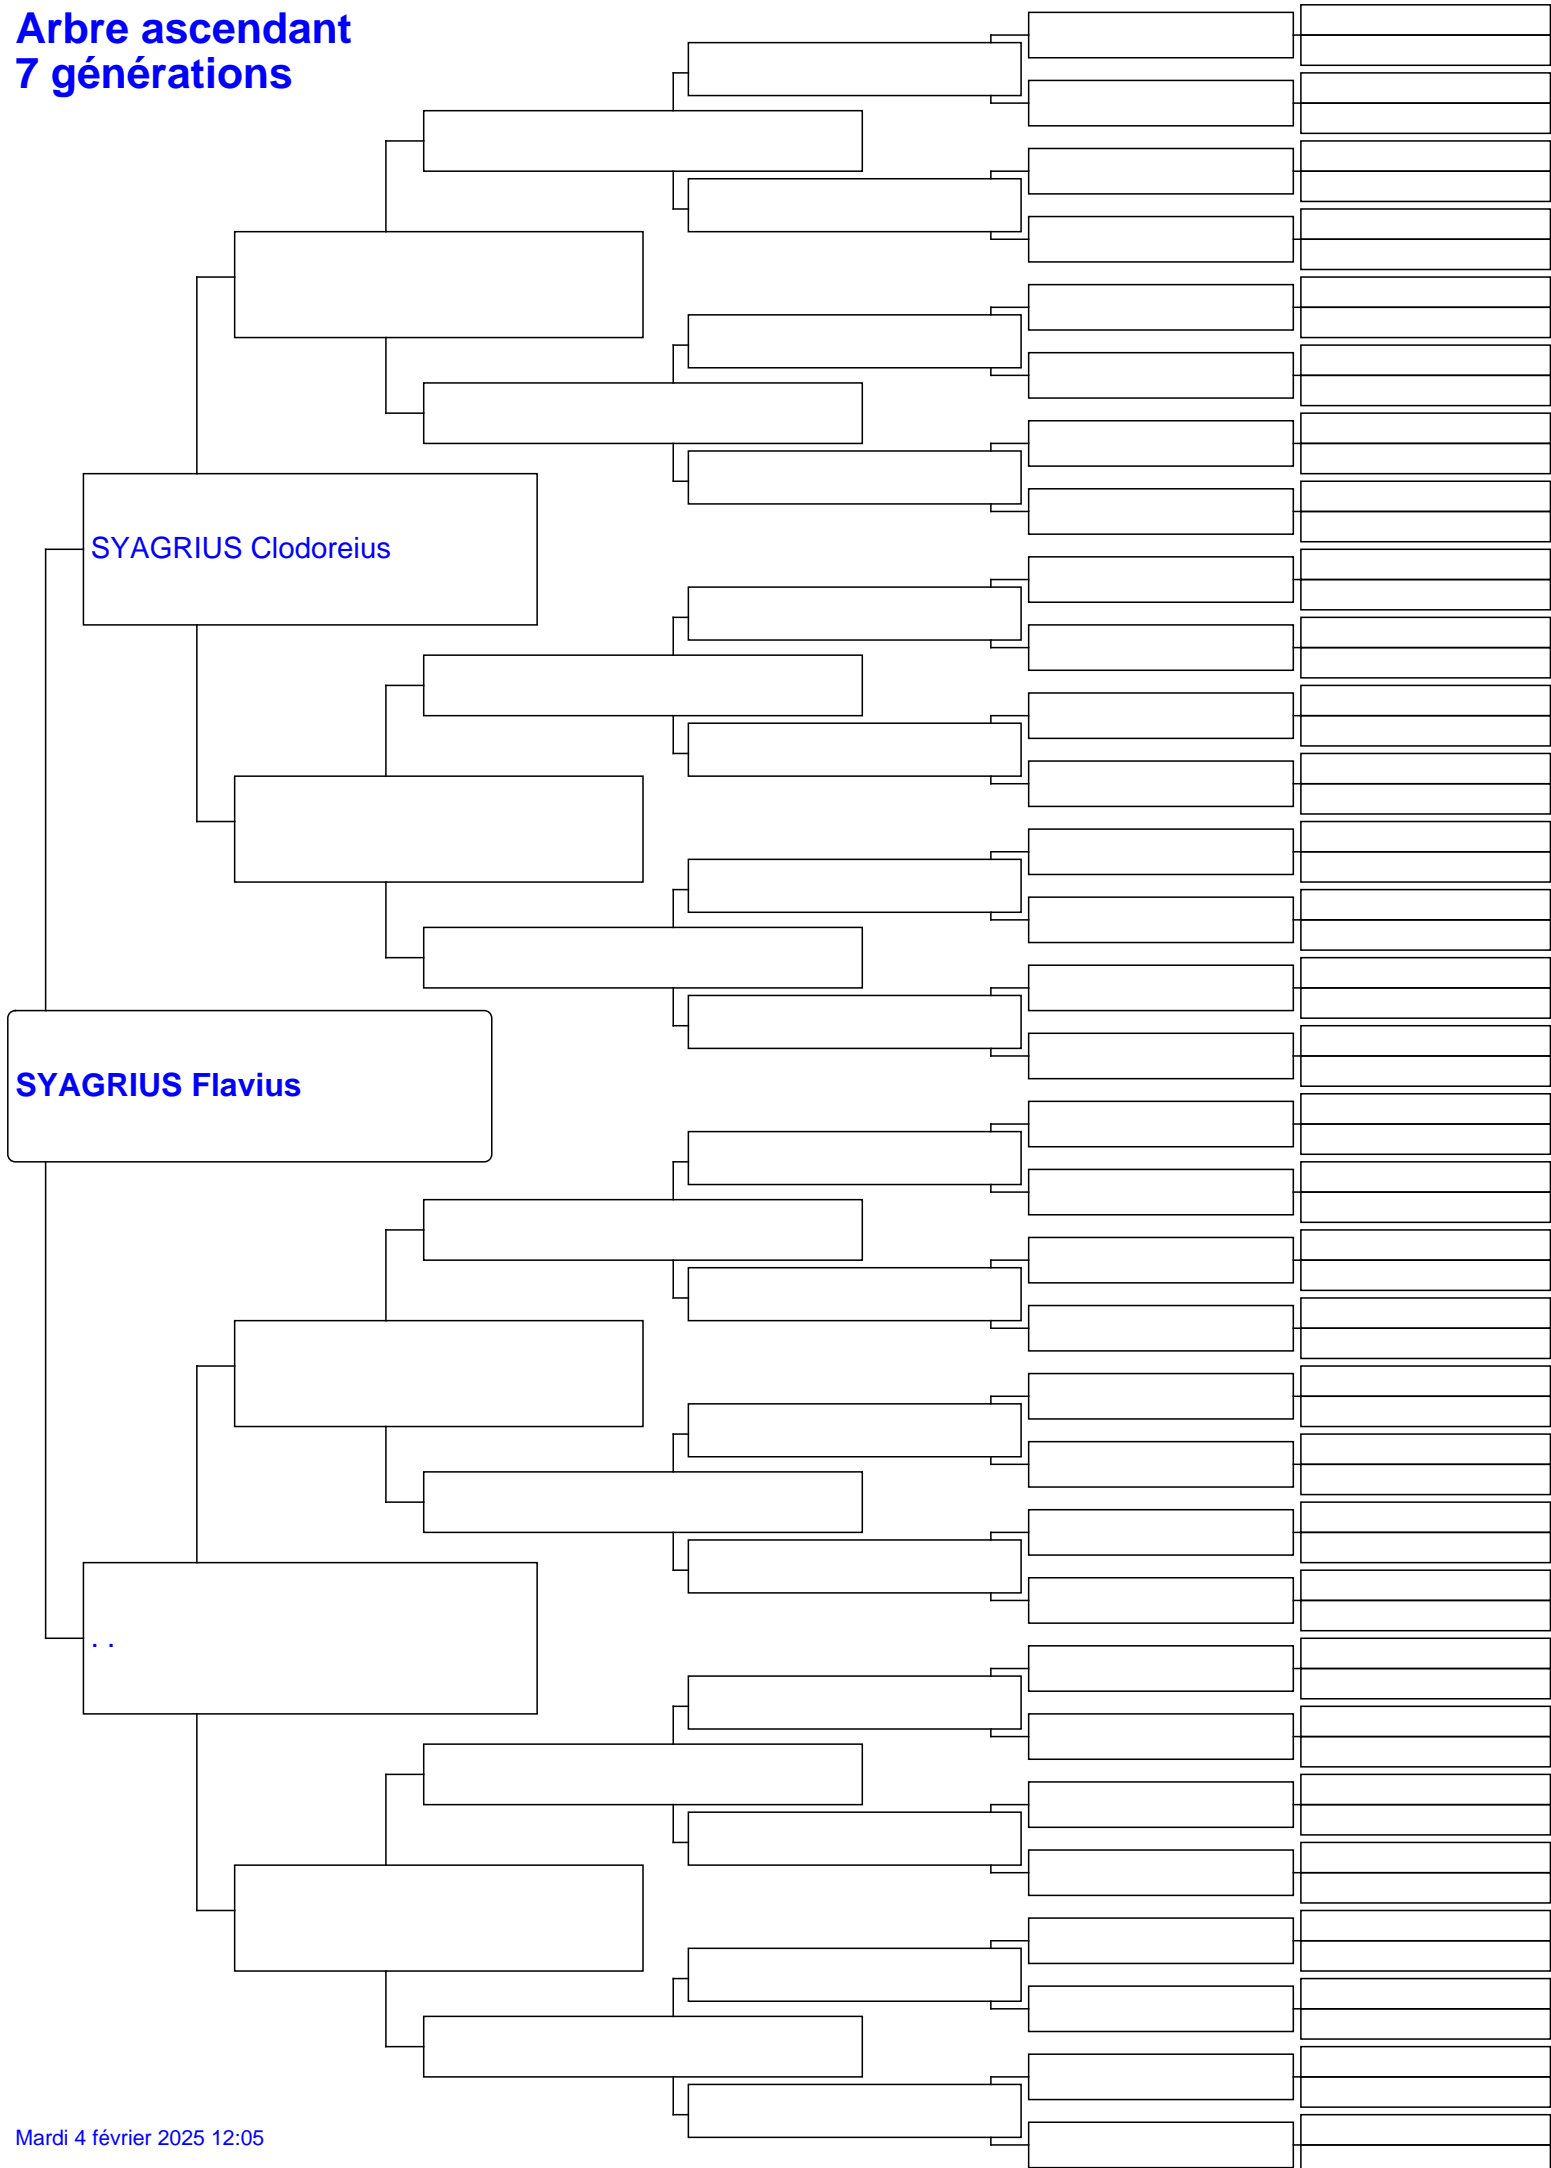 Arbre ascendant
7 générations
SYAGRIUS Clodoreius
SYAGRIUS Flavius
. .
Mardi 4 février 2025 12:05